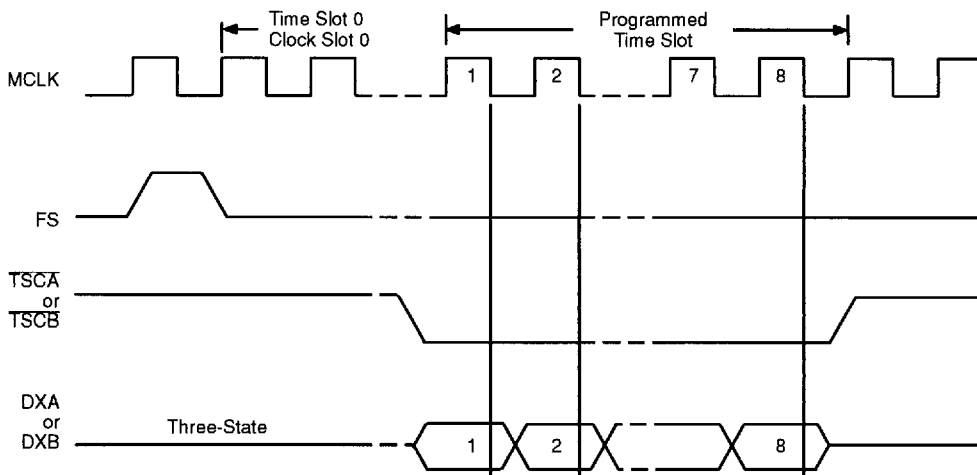 Time Slot 0
Clock Slot 0
Programmed
Time Slot
MCLK
1
2
7
8
FS
TSCA
or
TSCB
DXA
or
DXB
Three-State
1
2
8